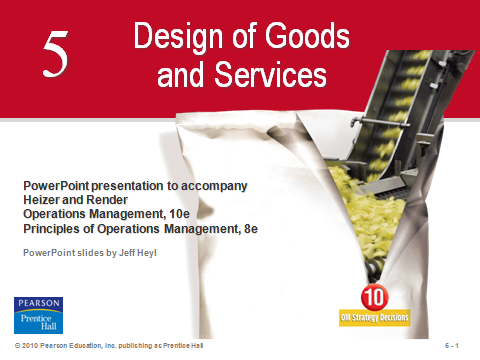 5
Design of Goods
and Services
PowerPoint presentation to accompany
Heizer and Render
Operations Management, 10e
Principles of Operations Management, 8e
PowerPoint slides by Jeff Heyl
10
OM Strategy Decisions
PEARSON
Prentice
Hall
© 2010 Pearson Education, Inc. publishing as Prentice Hall
5 - 1